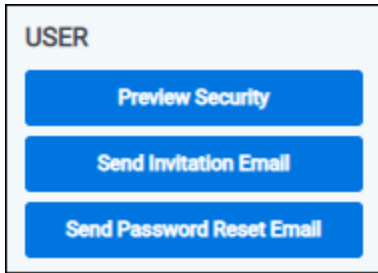 USER
Preview Security
Send Invitation Email
Send Password Reset Email